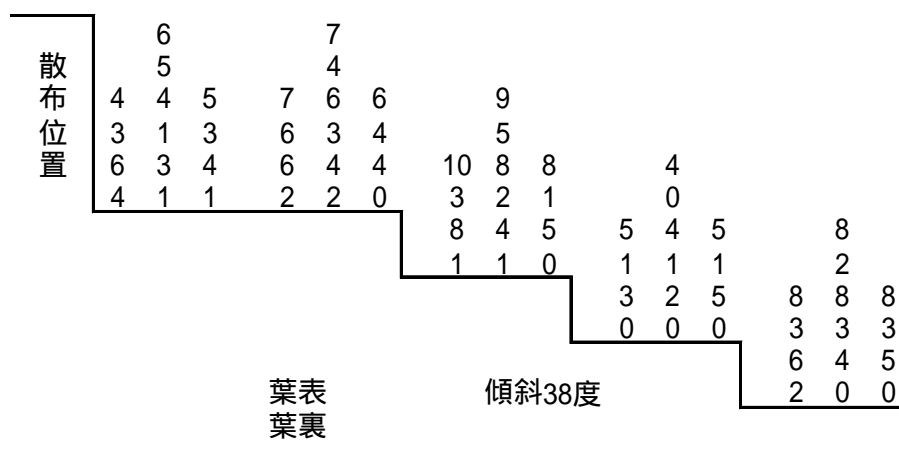 6 7
散 5 4
布 4 4 5 7 6 6 9
位 3 1 3 6 3 4 5
置 6 3 4 6 4 4 10 8 8 4
4 1 1 2 2 0 3 2 1 0
8 4 5 5 4 5 8
1 1 0 1 1 1 2
3 2 5 8 8 8
0 0 0 3 3 3
6 4 5
葉表 傾斜38度 2 0 0
葉裏